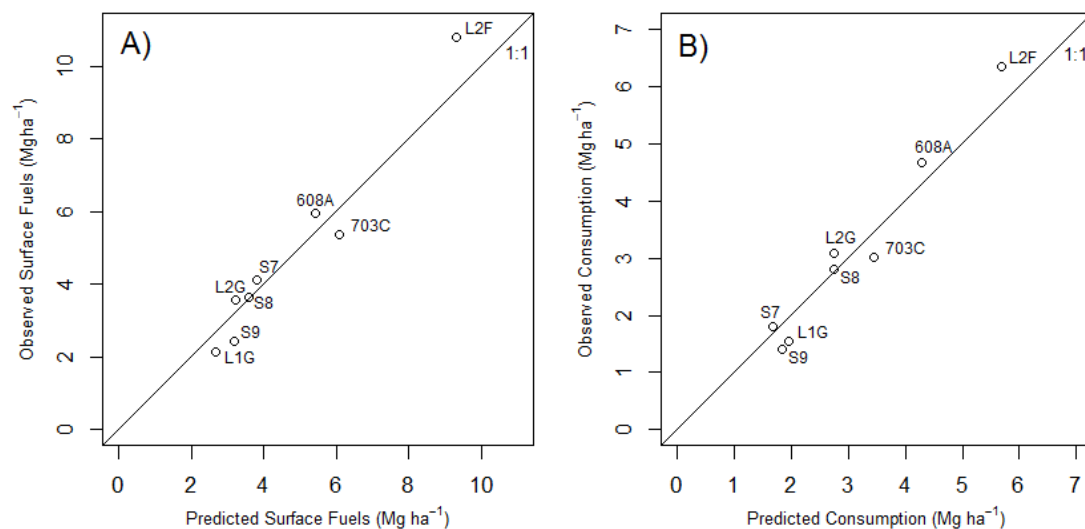 A)
L2F
1:1
608A
703C
S7
L2G
S8
S9
L1G
0
2
4
6
8
10
Observed Surface Fuels (Mg ha⁻¹)
0 2 4 6 8 10
Predicted Surface Fuels (Mg ha⁻¹)
B)
L2F
1:1
608A
L2G
703C
S8
S7
L1G
S9
0
1
2
3
4
5
6
7
Observed Consumption (Mg ha⁻¹)
0 1 2 3 4 5 6 7
Predicted Consumption (Mg ha⁻¹)